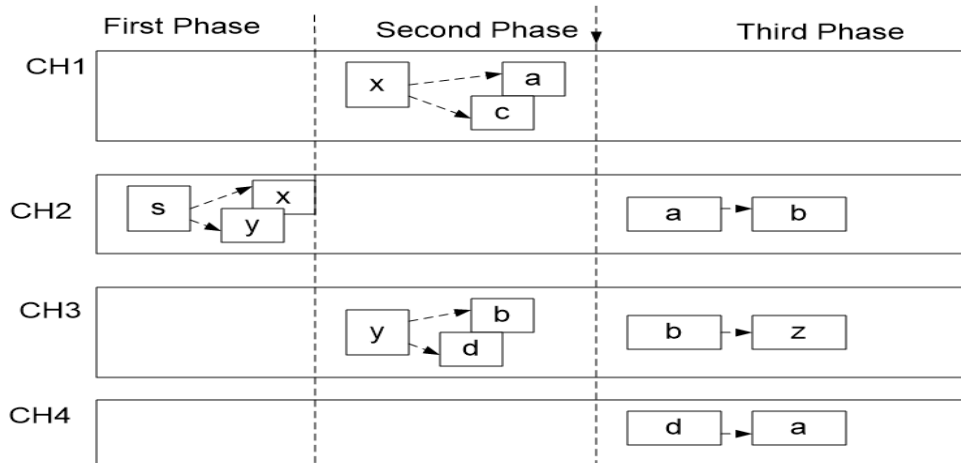 First Phase Second Phase Third Phase
CH1
x a
c
CH2
s x
y
a b
CH3
y b
d
b z
CH4
d a